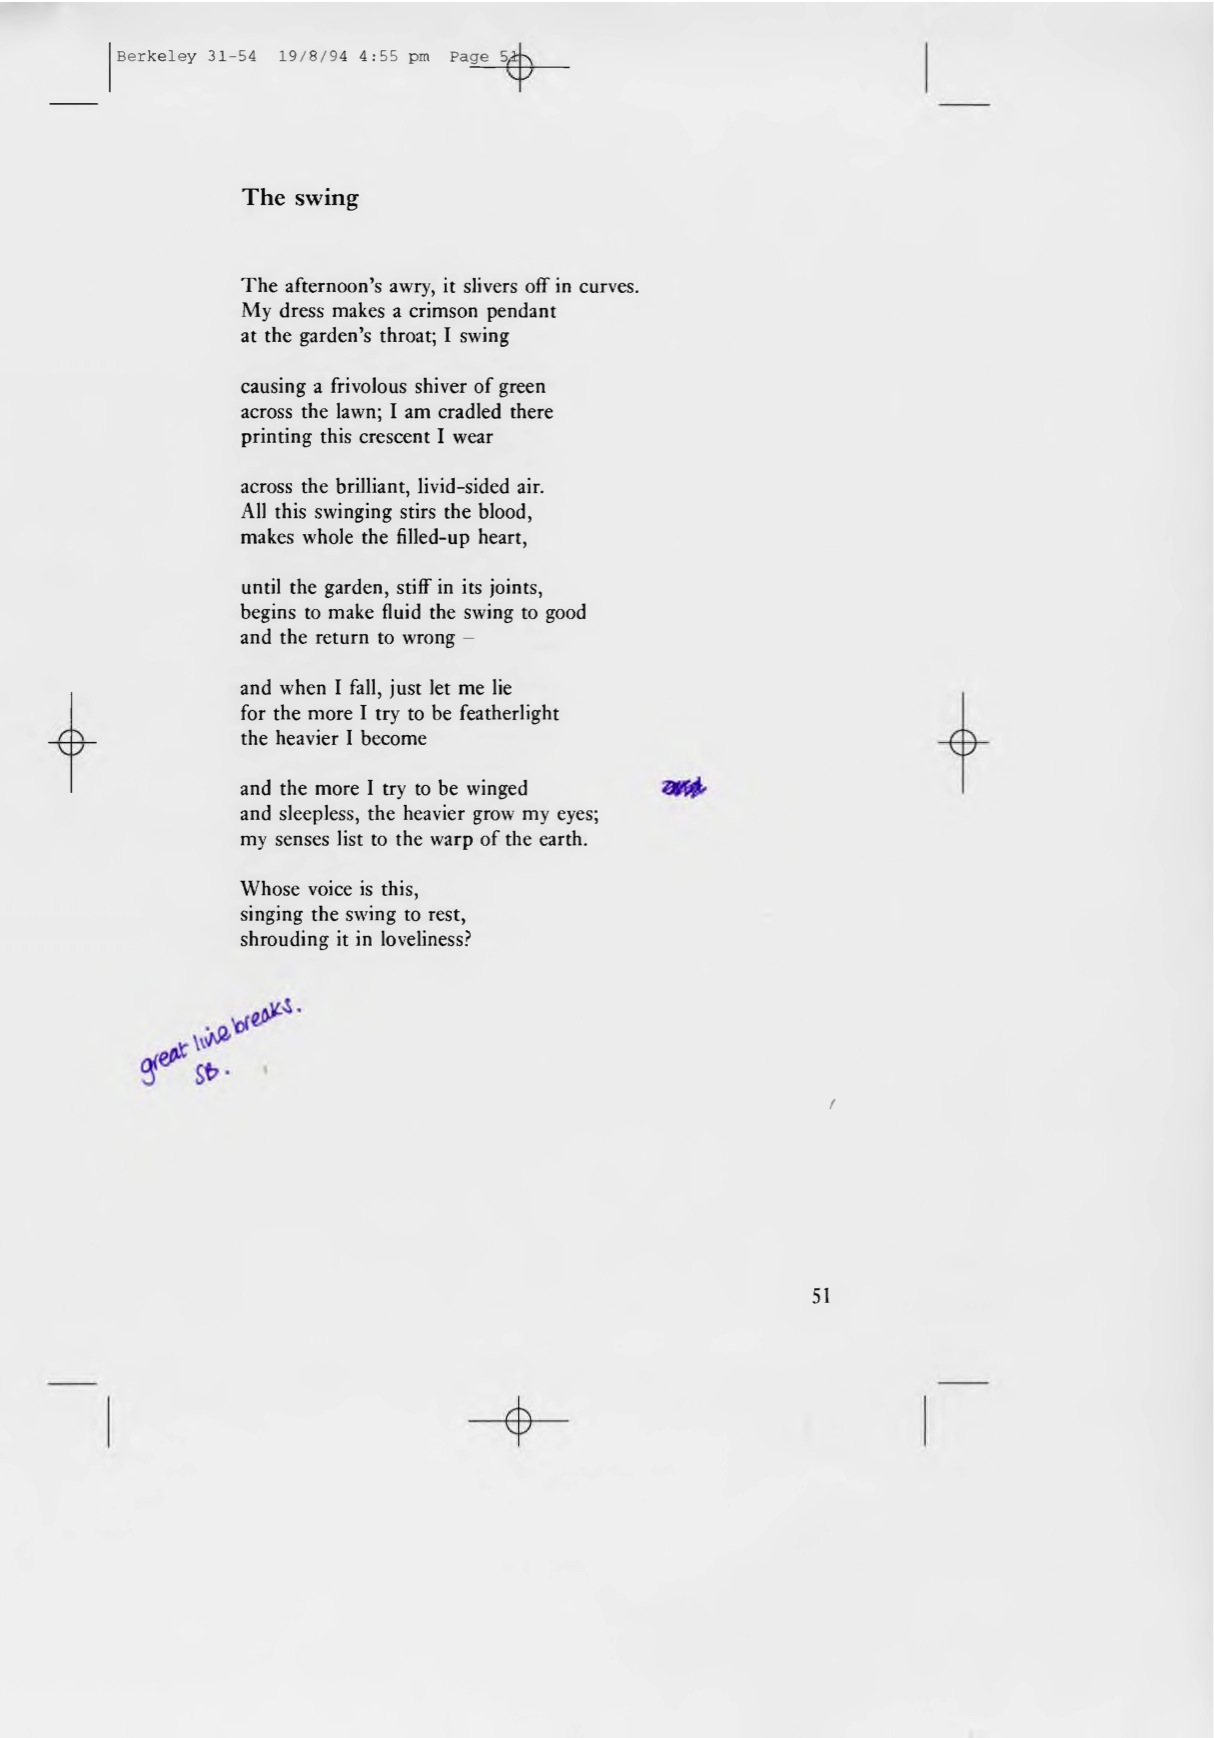 Berkeley 31-54 19/8/94 4:55 pm Page 51
The swing
The afternoon's awry, it slivers off in curves.
My dress makes a crimson pendant
at the garden's throat; I swing
causing a frivolous shiver of green
across the lawn; I am cradled there
printing this crescent I wear
across the brilliant, livid-sided air.
All this swinging stirs the blood,
makes whole the filled-up heart,
until the garden, stiff in its joints,
begins to make fluid the swing to good
and the return to wrong –
and when I fall, just let me lie
for the more I try to be featherlight
the heavier I become
and the more I try to be winged
and sleepless, the heavier grow my eyes;
my senses list to the warp of the earth.
Whose voice is this,
singing the swing to rest,
shrouding it in loveliness?
great line breaks.
SB.
51